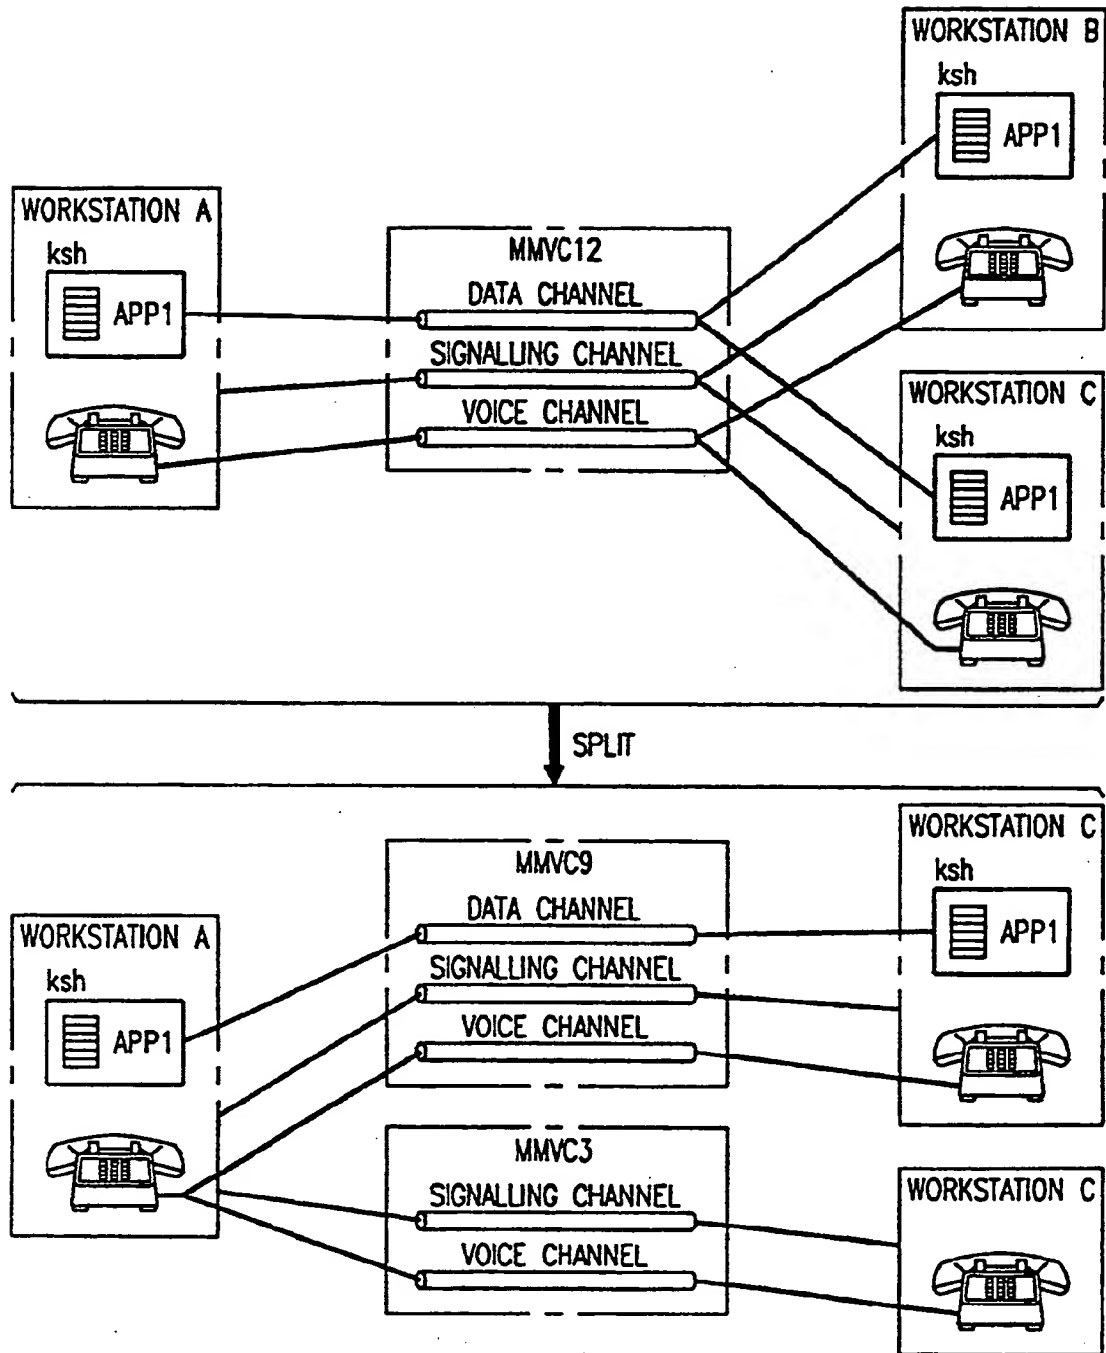 WORKSTATION B
ksh
APP1
WORKSTATION A
ksh
APP1
MMVC12
DATA CHANNEL
SIGNALLING CHANNEL
VOICE CHANNEL
WORKSTATION C
ksh
APP1
SPLIT
WORKSTATION C
ksh
APP1
MMVC9
DATA CHANNEL
SIGNALLING CHANNEL
VOICE CHANNEL
WORKSTATION A
ksh
APP1
MMVC3
SIGNALLING CHANNEL
VOICE CHANNEL
WORKSTATION C